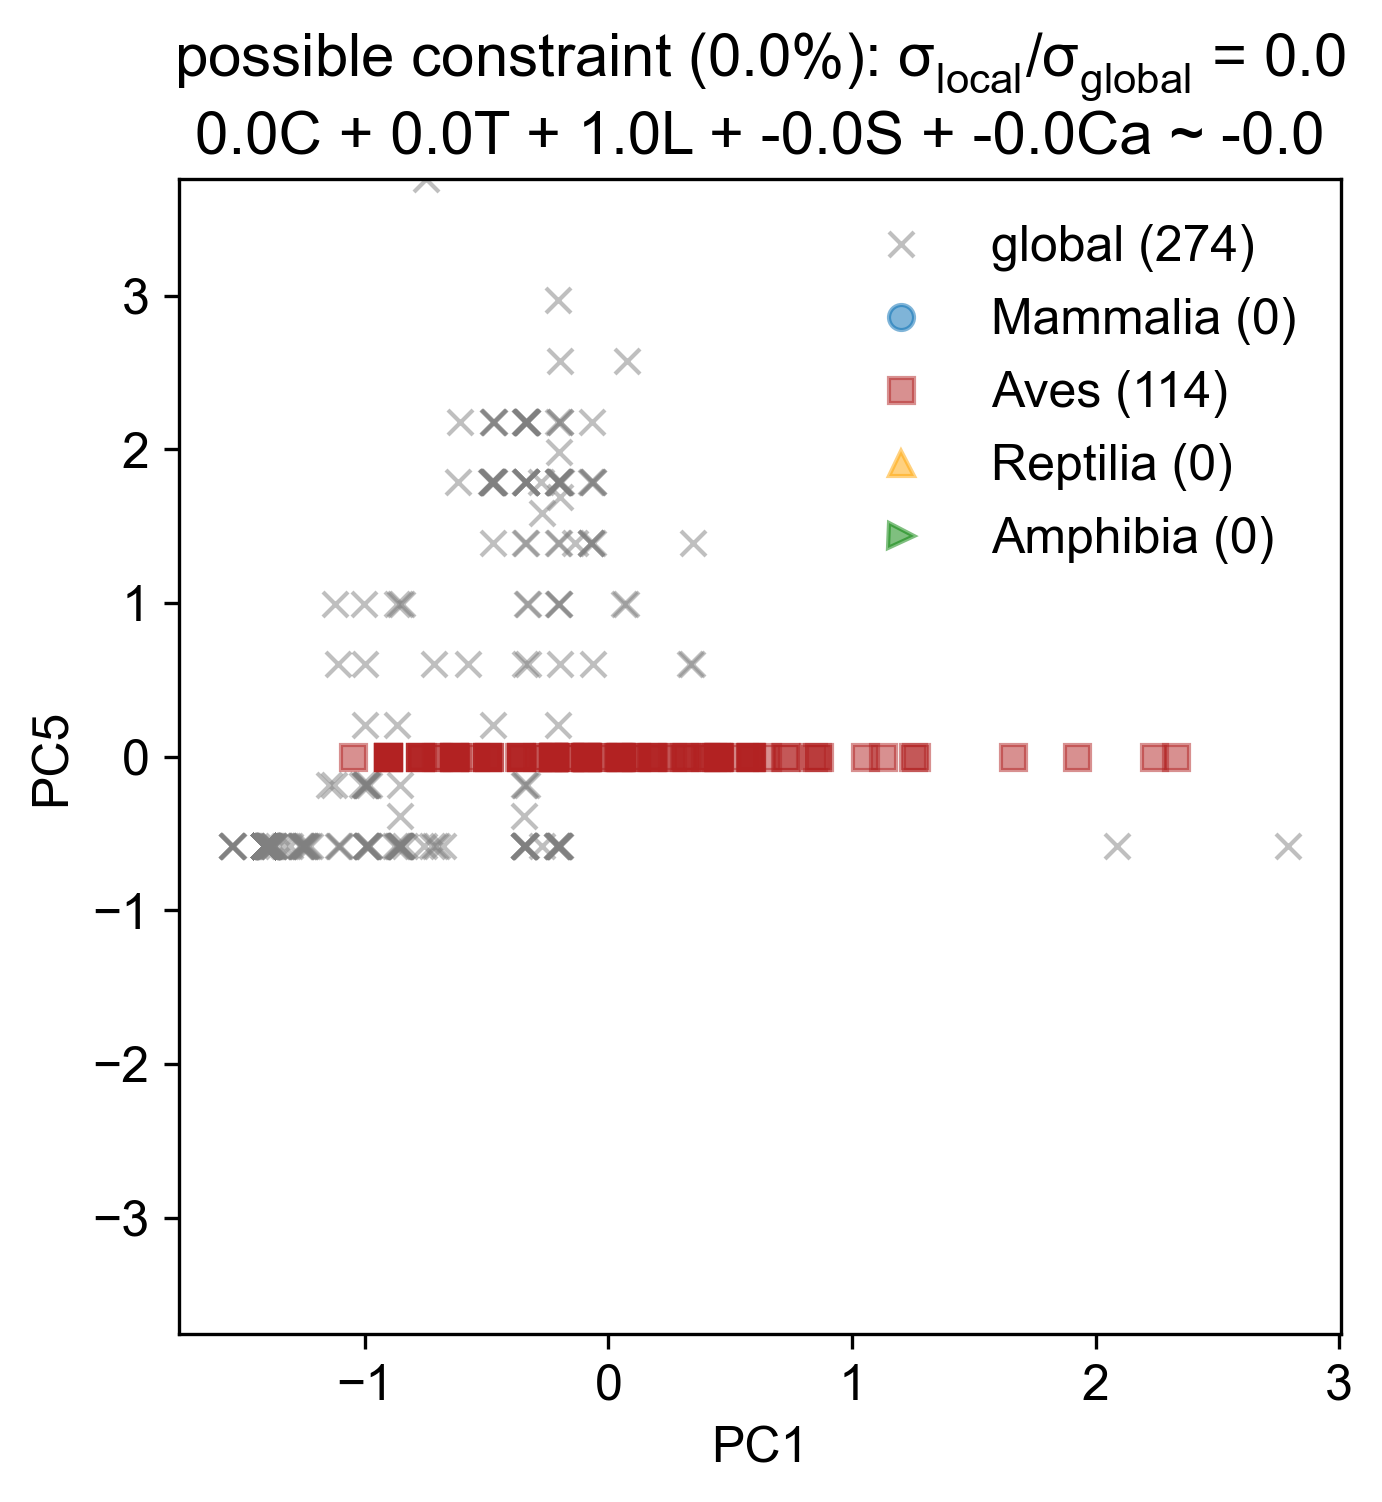 possible constraint (0.0%): σlocal/σglobal = 0.0
0.0C + 0.0T + 1.0L + -0.0S + -0.0Ca ~ -0.0
global (274)
Mammalia (0)
Aves (114)
Reptilia (0)
Amphibia (0)
PC5
3
2
1
0
−1
−2
−3
−1
0
1
2
3
PC1